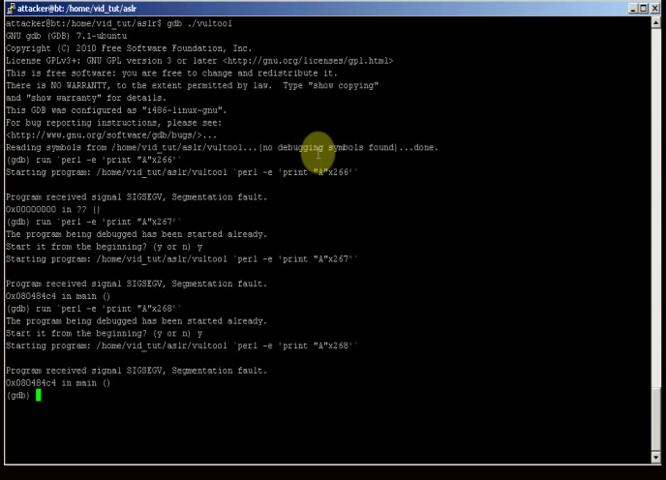 attacker@bt:/home/vid_tut/aslr
attacker@bt:/home/vid_tut/aslr$ gdb ./vultool
GNU gdb (GDB) 7.1-ubuntu
Copyright (C) 2010 Free Software Foundation, Inc.
License GPLv3+: GNU GPL version 3 or later <http://gnu.org/licenses/gpl.html>
This is free software: you are free to change and redistribute it.
There is NO WARRANTY, to the extent permitted by law.  Type "show copying"
and "show warranty" for details.
This GDB was configured as "i486-linux-gnu".
For bug reporting instructions, please see:
<http://www.gnu.org/software/gdb/bugs/>...
Reading symbols from /home/vid_tut/aslr/vultool...(no debugging symbols found)...done.
(gdb) run `perl -e 'print "A"x266'`
Starting program: /home/vid_tut/aslr/vultool `perl -e 'print "A"x266'`
Program received signal SIGSEGV, Segmentation fault.
0x00000000 in ?? ()
(gdb) run `perl -e 'print "A"x267'`
The program being debugged has been started already.
Start it from the beginning? (y or n) y
Starting program: /home/vid_tut/aslr/vultool `perl -e 'print "A"x267'`
Program received signal SIGSEGV, Segmentation fault.
0x080484c4 in main ()
(gdb) run `perl -e 'print "A"x268'`
The program being debugged has been started already.
Start it from the beginning? (y or n) y
Starting program: /home/vid_tut/aslr/vultool `perl -e 'print "A"x268'`
Program received signal SIGSEGV, Segmentation fault.
0x080484c4 in main ()
(gdb)